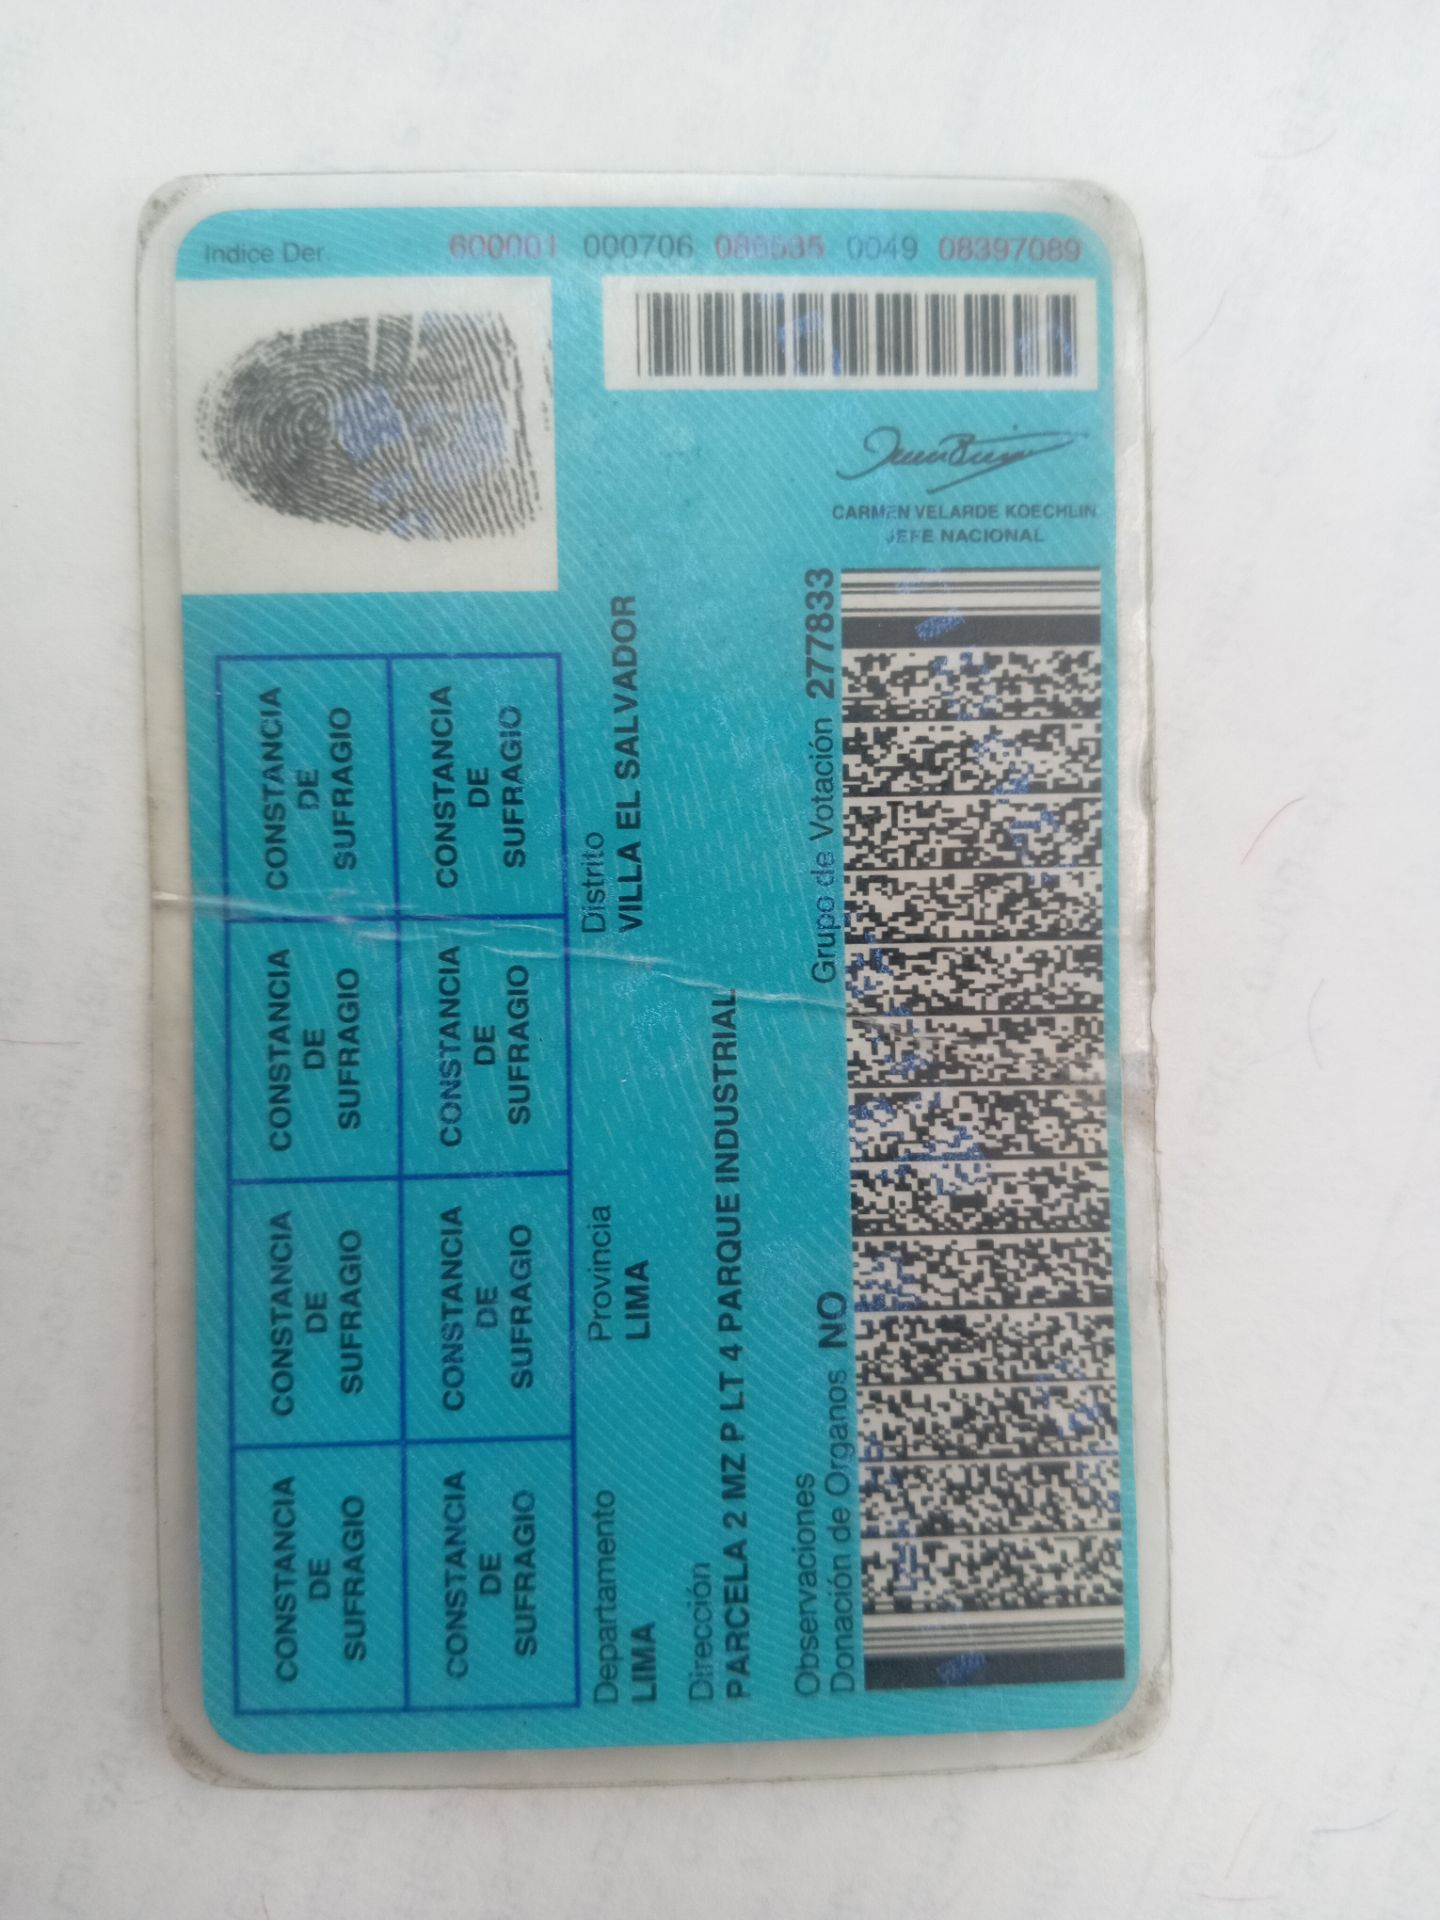 Indice Der. 600001 000706 086535 0049 08397089
CARMEN VELARDE KOECHLIN
JEFE NACIONAL
CONSTANCIA DE SUFRAGIO
CONSTANCIA DE SUFRAGIO
CONSTANCIA DE SUFRAGIO
CONSTANCIA DE SUFRAGIO
CONSTANCIA DE SUFRAGIO
CONSTANCIA DE SUFRAGIO
CONSTANCIA DE SUFRAGIO
CONSTANCIA DE SUFRAGIO
Departamento Provincia Distrito
LIMA LIMA VILLA EL SALVADOR
Dirección
PARCELA 2 MZ P LT 4 PARQUE INDUSTRIAL
Observaciones
Donación de Organos NO Grupo de Votación 277833